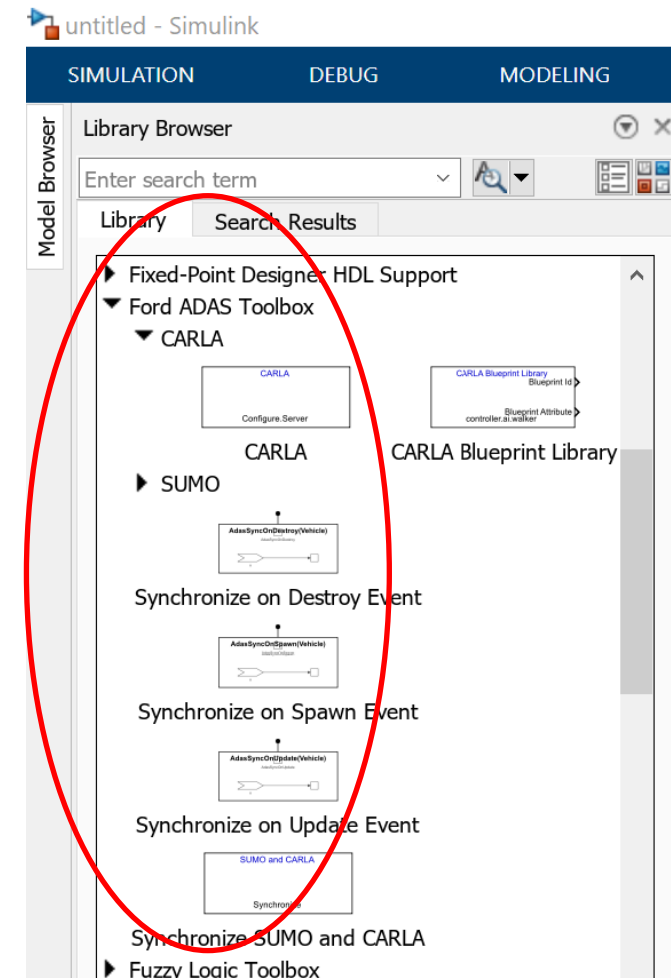 untitled - Simulink
SIMULATION DEBUG MODELING
Model Browser
Library Browser
Enter search term
Library Search Results
Fixed-Point Designer HDL Support
Ford ADAS Toolbox
CARLA
CARLA
Configure.Server
CARLA
CARLA Blueprint Library
Blueprint Id
Blueprint Attribute
controller.ai.walker
CARLA Blueprint Library
SUMO
AdasSyncOnDestroy(Vehicle)
Synchronize on Destroy Event
AdasSyncOnSpawn(Vehicle)
Synchronize on Spawn Event
AdasSyncOnUpdate(Vehicle)
Synchronize on Update Event
SUMO and CARLA
Synchronize
Synchronize SUMO and CARLA
Fuzzy Logic Toolbox